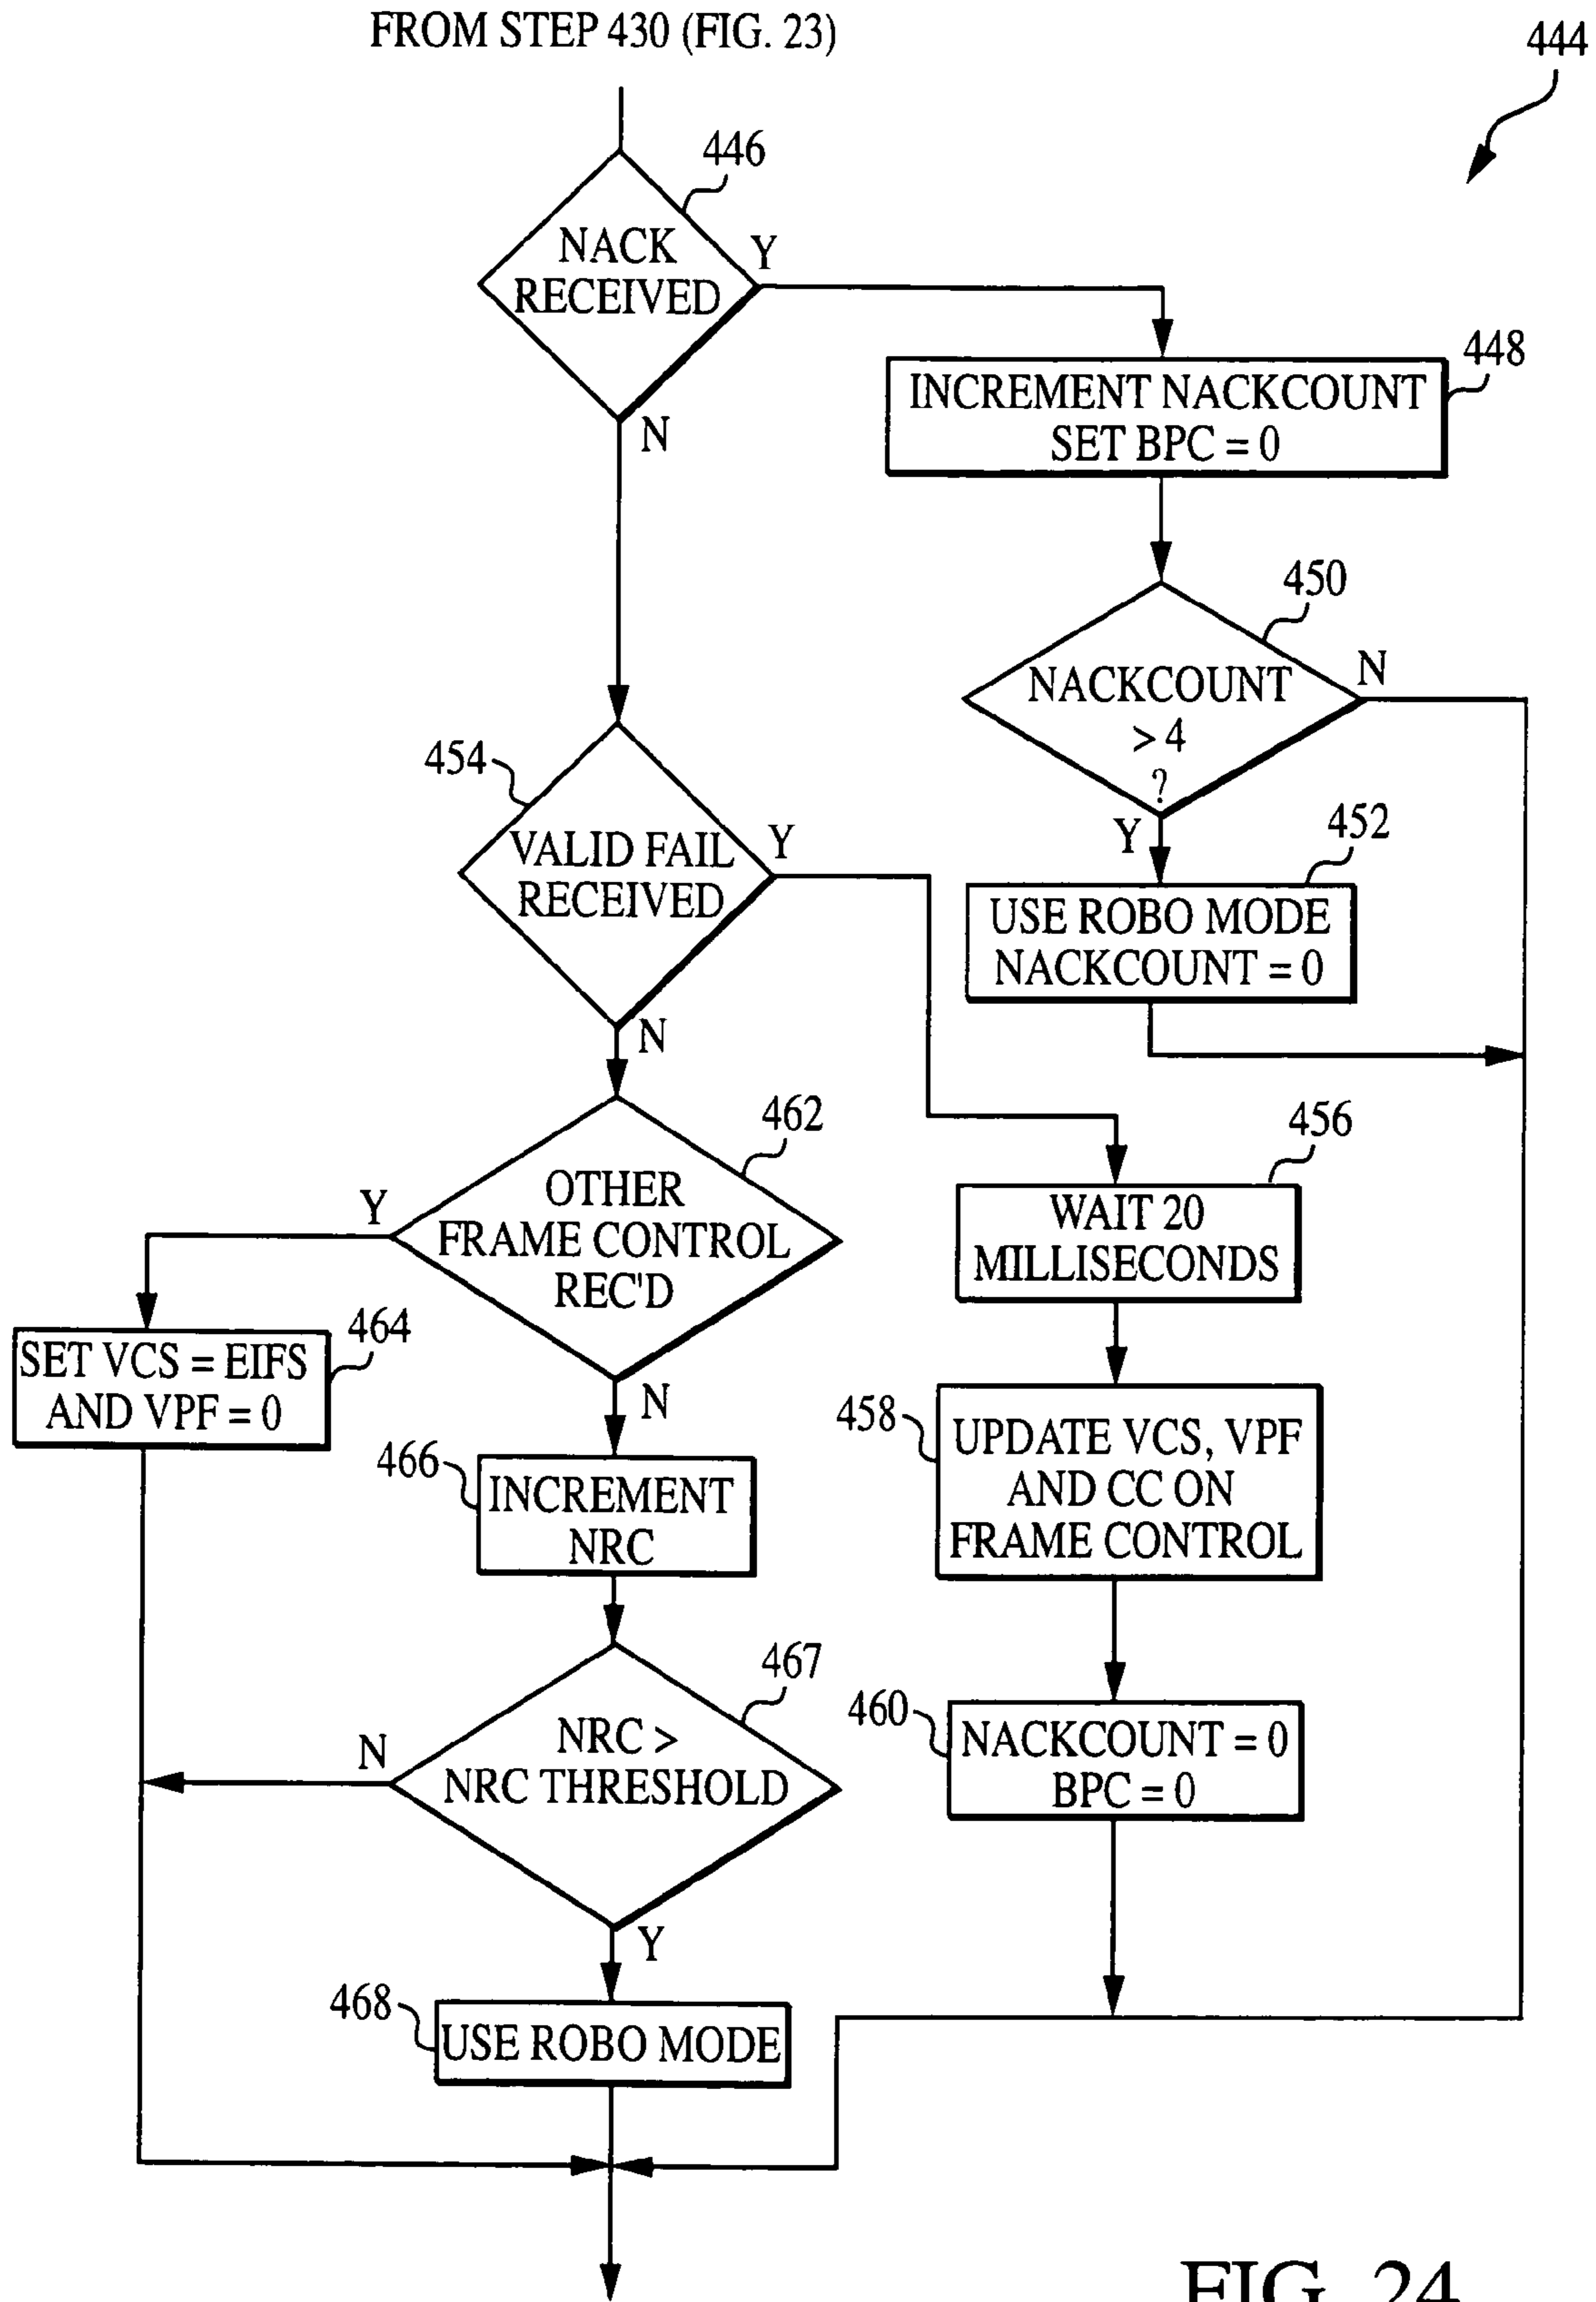 FROM STEP 430 (FIG. 23)
444
446
NACK
RECEIVED
Y
N
448
INCREMENT NACKCOUNT
SET BPC = 0
450
NACKCOUNT
> 4
?
N
Y
452
USE ROBO MODE
NACKCOUNT = 0
454
VALID FAIL
RECEIVED
Y
N
456
WAIT 20
MILLISECONDS
458
UPDATE VCS, VPF
AND CC ON
FRAME CONTROL
460
NACKCOUNT = 0
BPC = 0
462
OTHER
FRAME CONTROL
REC'D
Y
N
464
SET VCS = EIFS
AND VPF = 0
466
INCREMENT
NRC
467
NRC >
NRC THRESHOLD
N
Y
468
USE ROBO MODE
FIG. 24